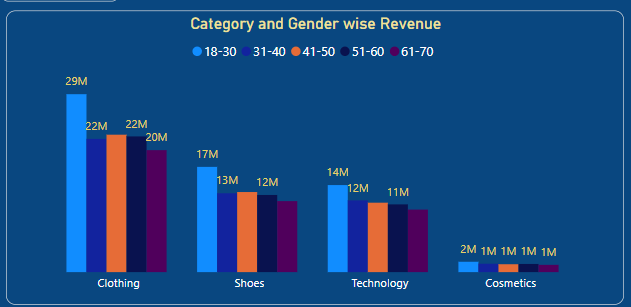 Category and Gender wise Revenue
18-30 31-40 41-50 51-60 61-70
29M
22M 22M
20M
17M
13M 12M
14M
12M 11M
2M 1M 1M 1M 1M
Clothing Shoes Technology Cosmetics